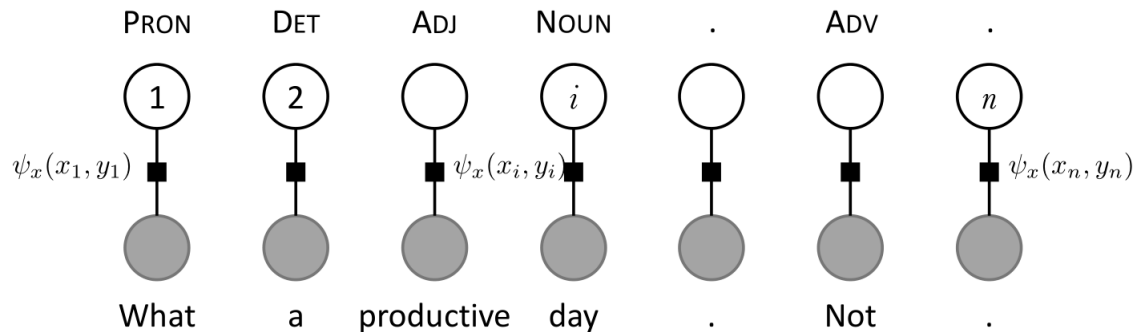 PRON DET ADJ NOUN . ADV .
1 2 i n
ψx(x1, y1) ψx(xi, yi) ψx(xn, yn)
What a productive day . Not .